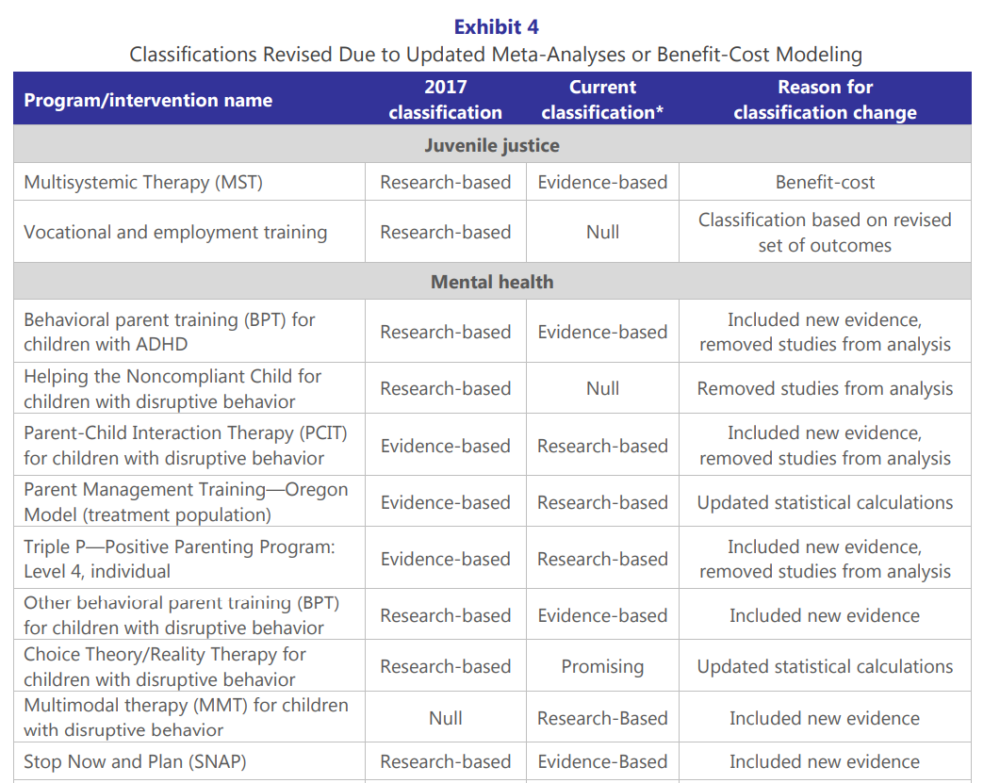 Exhibit 4
Classifications Revised Due to Updated Meta-Analyses or Benefit-Cost Modeling
Program/intervention name
2017
classification
Current
classification*
Reason for
classification change
Juvenile justice
Multisystemic Therapy (MST)
Research-based
Evidence-based
Benefit-cost
Vocational and employment training
Research-based
Null
Classification based on revised
set of outcomes
Mental health
Behavioral parent training (BPT) for
children with ADHD
Research-based
Evidence-based
Included new evidence,
removed studies from analysis
Helping the Noncompliant Child for
children with disruptive behavior
Research-based
Null
Removed studies from analysis
Parent-Child Interaction Therapy (PCIT)
for children with disruptive behavior
Evidence-based
Research-based
Included new evidence,
removed studies from analysis
Parent Management Training—Oregon
Model (treatment population)
Evidence-based
Research-based
Updated statistical calculations
Triple P—Positive Parenting Program:
Level 4, individual
Evidence-based
Research-based
Included new evidence,
removed studies from analysis
Other behavioral parent training (BPT)
for children with disruptive behavior
Research-based
Evidence-based
Included new evidence
Choice Theory/Reality Therapy for
children with disruptive behavior
Research-based
Promising
Updated statistical calculations
Multimodal therapy (MMT) for children
with disruptive behavior
Null
Research-Based
Included new evidence
Stop Now and Plan (SNAP)
Research-based
Evidence-Based
Included new evidence